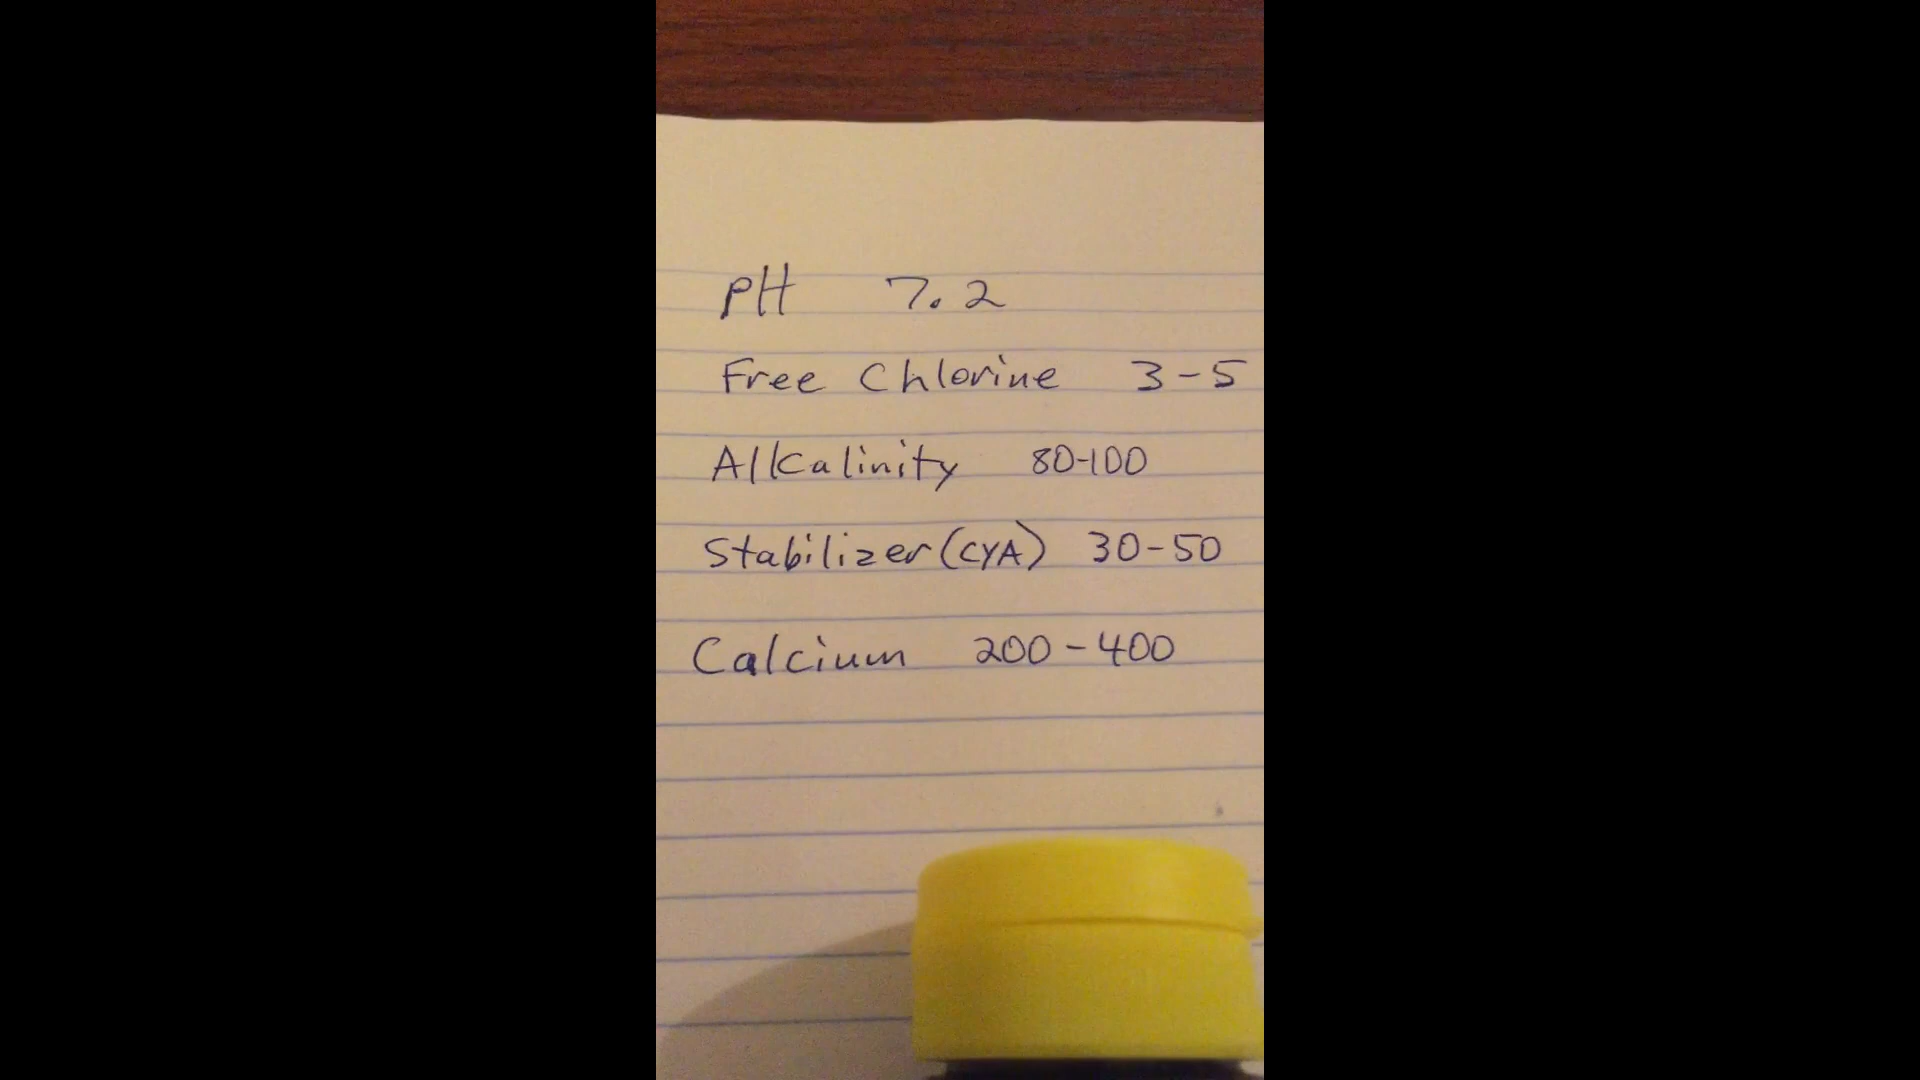 pH 7.2
Free Chlorine 3-5
Alkalinity 80-100
Stabilizer (CYA) 30-50
Calcium 200-400